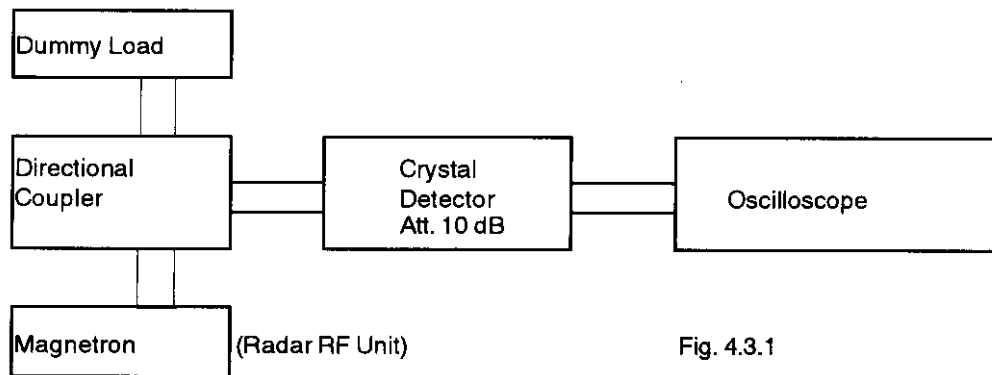 Dummy Load
Directional
Coupler
Crystal
Detector
Att. 10 dB
Oscilloscope
Magnetron
(Radar RF Unit)
Fig. 4.3.1